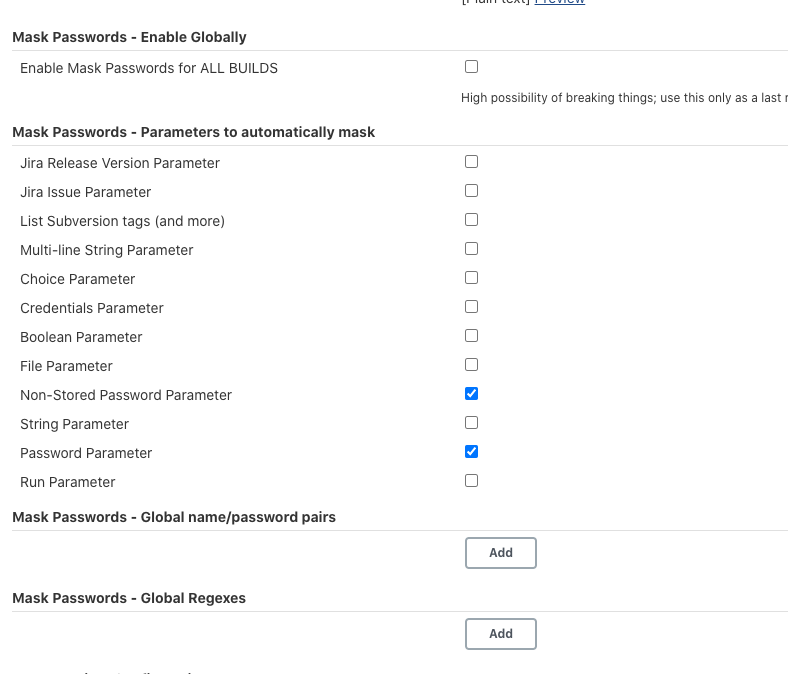 [Plain text] Preview
Mask Passwords - Enable Globally
Enable Mask Passwords for ALL BUILDS
High possibility of breaking things; use this only as a last
Mask Passwords - Parameters to automatically mask
Jira Release Version Parameter
Jira Issue Parameter
List Subversion tags (and more)
Multi-line String Parameter
Choice Parameter
Credentials Parameter
Boolean Parameter
File Parameter
Non-Stored Password Parameter
String Parameter
Password Parameter
Run Parameter
Mask Passwords - Global name/password pairs
Add
Mask Passwords - Global Regexes
Add